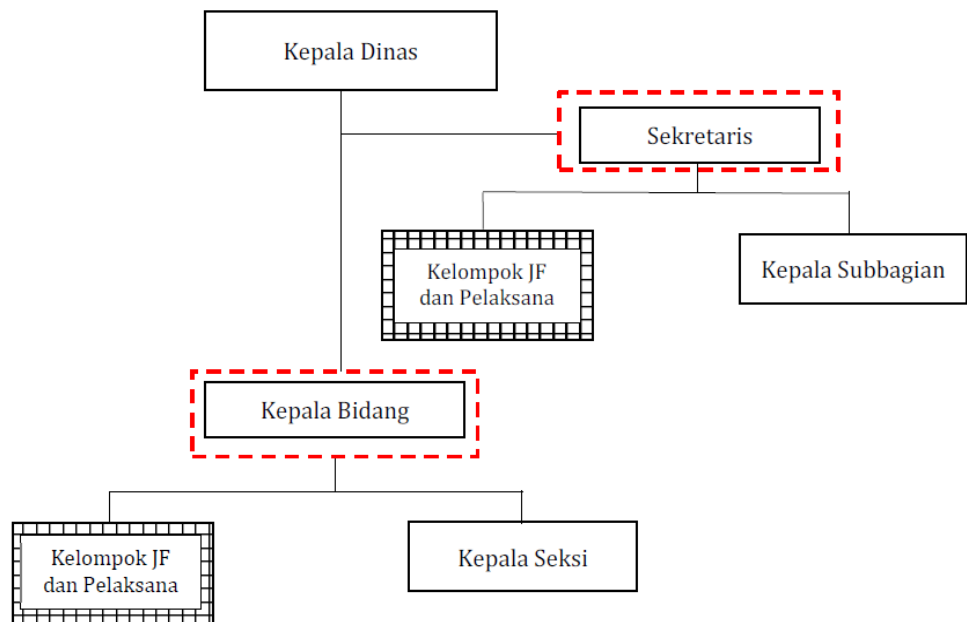 Kepala Dinas
Sekretaris
Kelompok JF
dan Pelaksana
Kepala Subbagian
Kepala Bidang
Kelompok JF
dan Pelaksana
Kepala Seksi